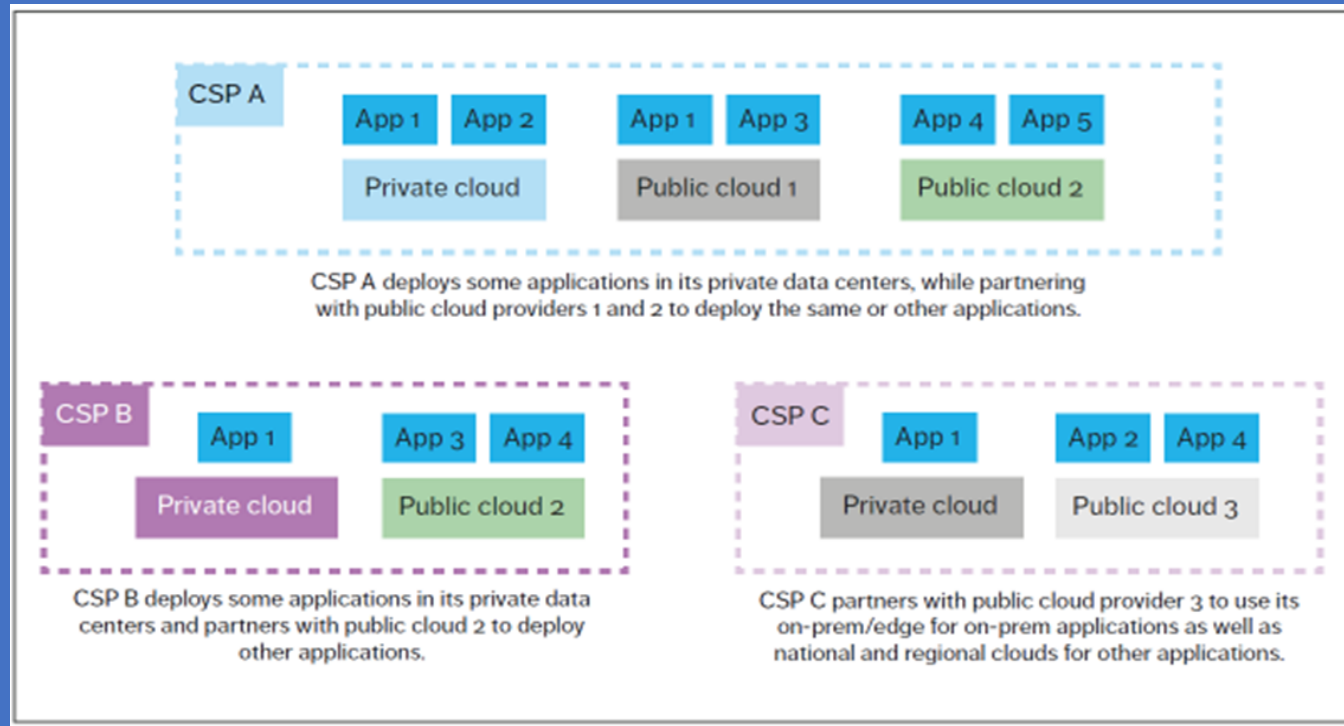 CSP A
App 1
App 2
App 1
App 3
App 4
App 5
Private cloud
Public cloud 1
Public cloud 2
CSP A deploys some applications in its private data centers, while partnering
with public cloud providers 1 and 2 to deploy the same or other applications.
CSP B
App 1
App 3
App 4
Private cloud
Public cloud 2
CSP B deploys some applications in its private data
centers and partners with public cloud 2 to deploy
other applications.
CSP C
App 1
App 2
App 4
Private cloud
Public cloud 3
CSP C partners with public cloud provider 3 to use its
on-prem/edge for on-prem applications as well as
national and regional clouds for other applications.